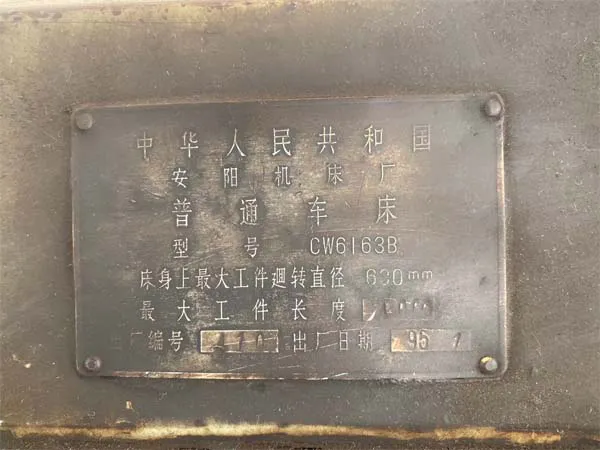 中华人民共和国
安阳机床厂
普通车床
型号 CW6163B
床身上最大工件迴转直径 630mm
最大工件长度
出厂编号 出厂日期 95